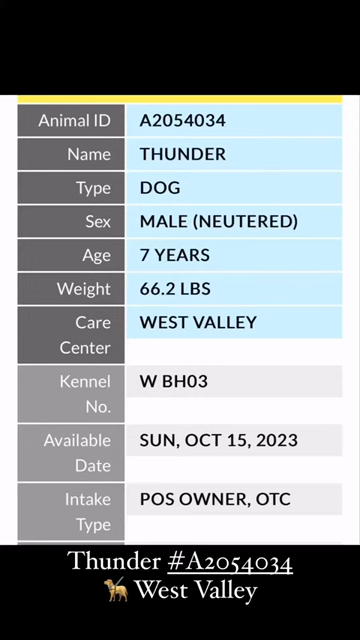 Animal ID A2054034
Name THUNDER
Type DOG
Sex MALE (NEUTERED)
Age 7 YEARS
Weight 66.2 LBS
Care WEST VALLEY
Center
Kennel W BH03
No.
Available SUN, OCT 15, 2023
Date
Intake POS OWNER, OTC
Type
Thunder #A2054034
🦮 West Valley